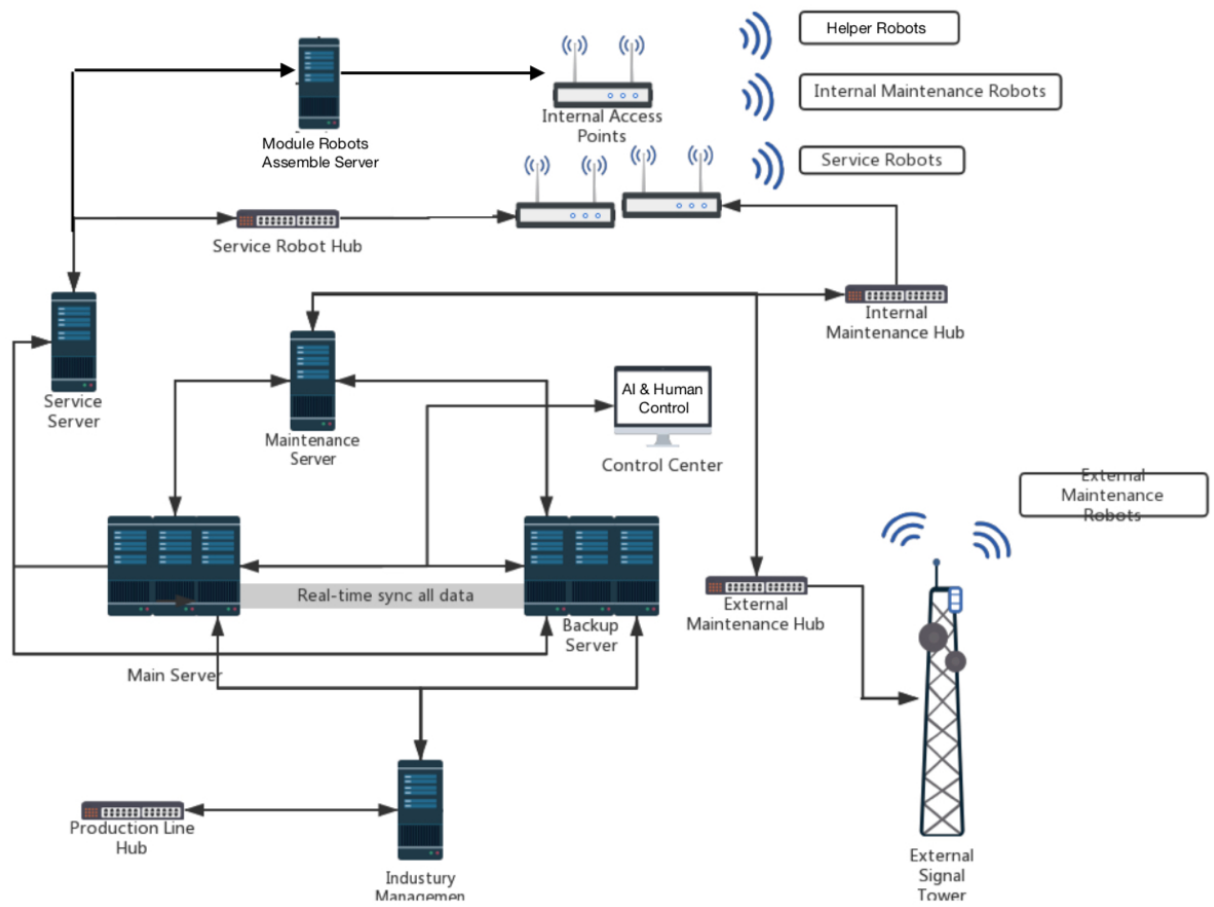 Helper Robots
Internal Maintenance Robots
Internal Access
Points
Module Robots
Assemble Server
Service Robots
Service Robot Hub
Internal
Maintenance Hub
Service
Server
AI & Human
Control
Maintenance
Server
Control Center
External
Maintenance
Robots
Real-time sync all data
External
Maintenance Hub
Backup
Server
Main Server
Production Line
Hub
Industury
Managemen
External
Signal
Tower